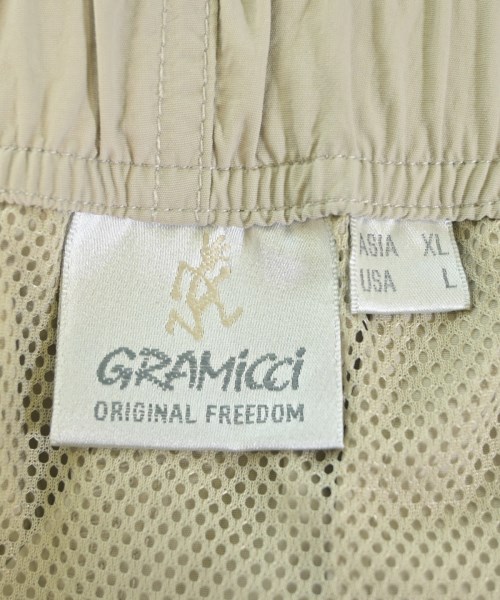 GRAMiCCi
ORIGINAL FREEDOM
ASIA XL
USA L